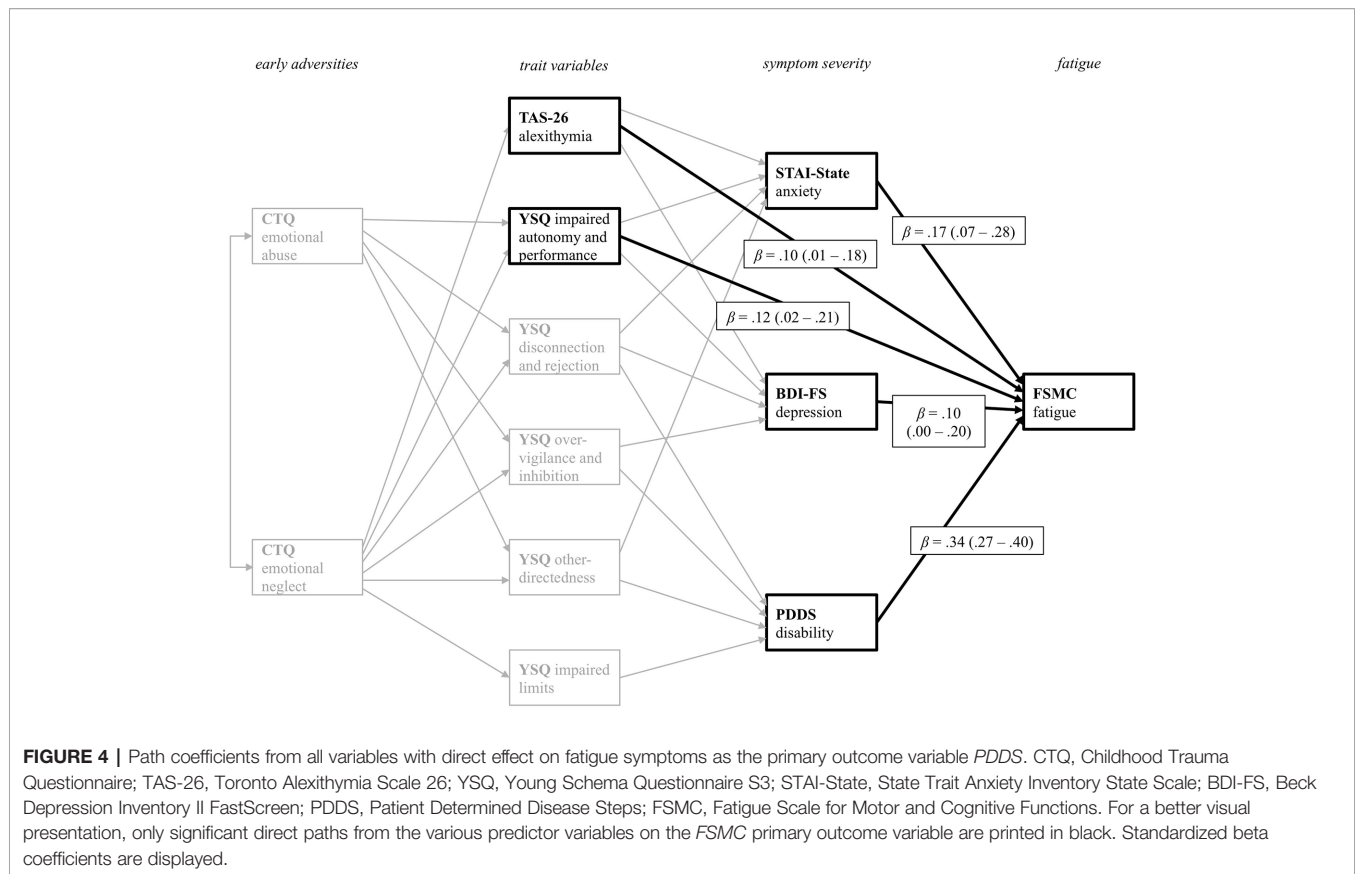 early adversities
trait variables
symptom severity
fatigue
TAS-26
alexithymia
STAI-State
anxiety
CTQ
emotional
abuse
YSQ impaired
autonomy and
performance
β = .17 (.07 – .28)
β = .10 (.01 – .18)
β = .12 (.02 – .21)
YSQ
disconnection
and rejection
BDI-FS
depression
β = .10
(.00 – .20)
FSMC
fatigue
YSQ over-
vigilance and
inhibition
β = .34 (.27 – .40)
CTQ
emotional
neglect
YSQ other-
directedness
PDDS
disability
YSQ impaired
limits
FIGURE 4 | Path coefficients from all variables with direct effect on fatigue symptoms as the primary outcome variable PDDS. CTQ, Childhood Trauma
Questionnaire; TAS-26, Toronto Alexithymia Scale 26; YSQ, Young Schema Questionnaire S3; STAI-State, State Trait Anxiety Inventory State Scale; BDI-FS, Beck
Depression Inventory II FastScreen; PDDS, Patient Determined Disease Steps; FSMC, Fatigue Scale for Motor and Cognitive Functions. For a better visual
presentation, only significant direct paths from the various predictor variables on the FSMC primary outcome variable are printed in black. Standardized beta
coefficients are displayed.